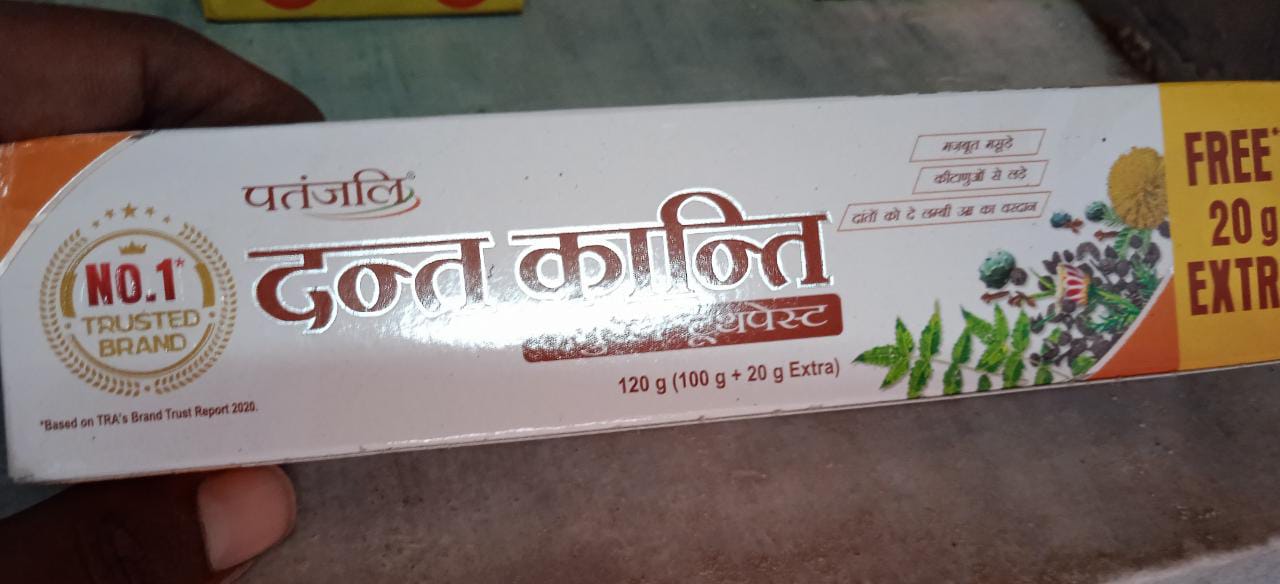 NO.1*
TRUSTED
BRAND
*Based on TRA's Brand Trust Report 2020.
पतंजलि®
दन्त कान्ति
टूथपेस्ट
120 g (100 g + 20 g Extra)
मजबूत मसूड़े
कीटाणुओं से लड़े
दांतों को दे लम्बी उम्र का वरदान
FREE*
20 g
EXTR